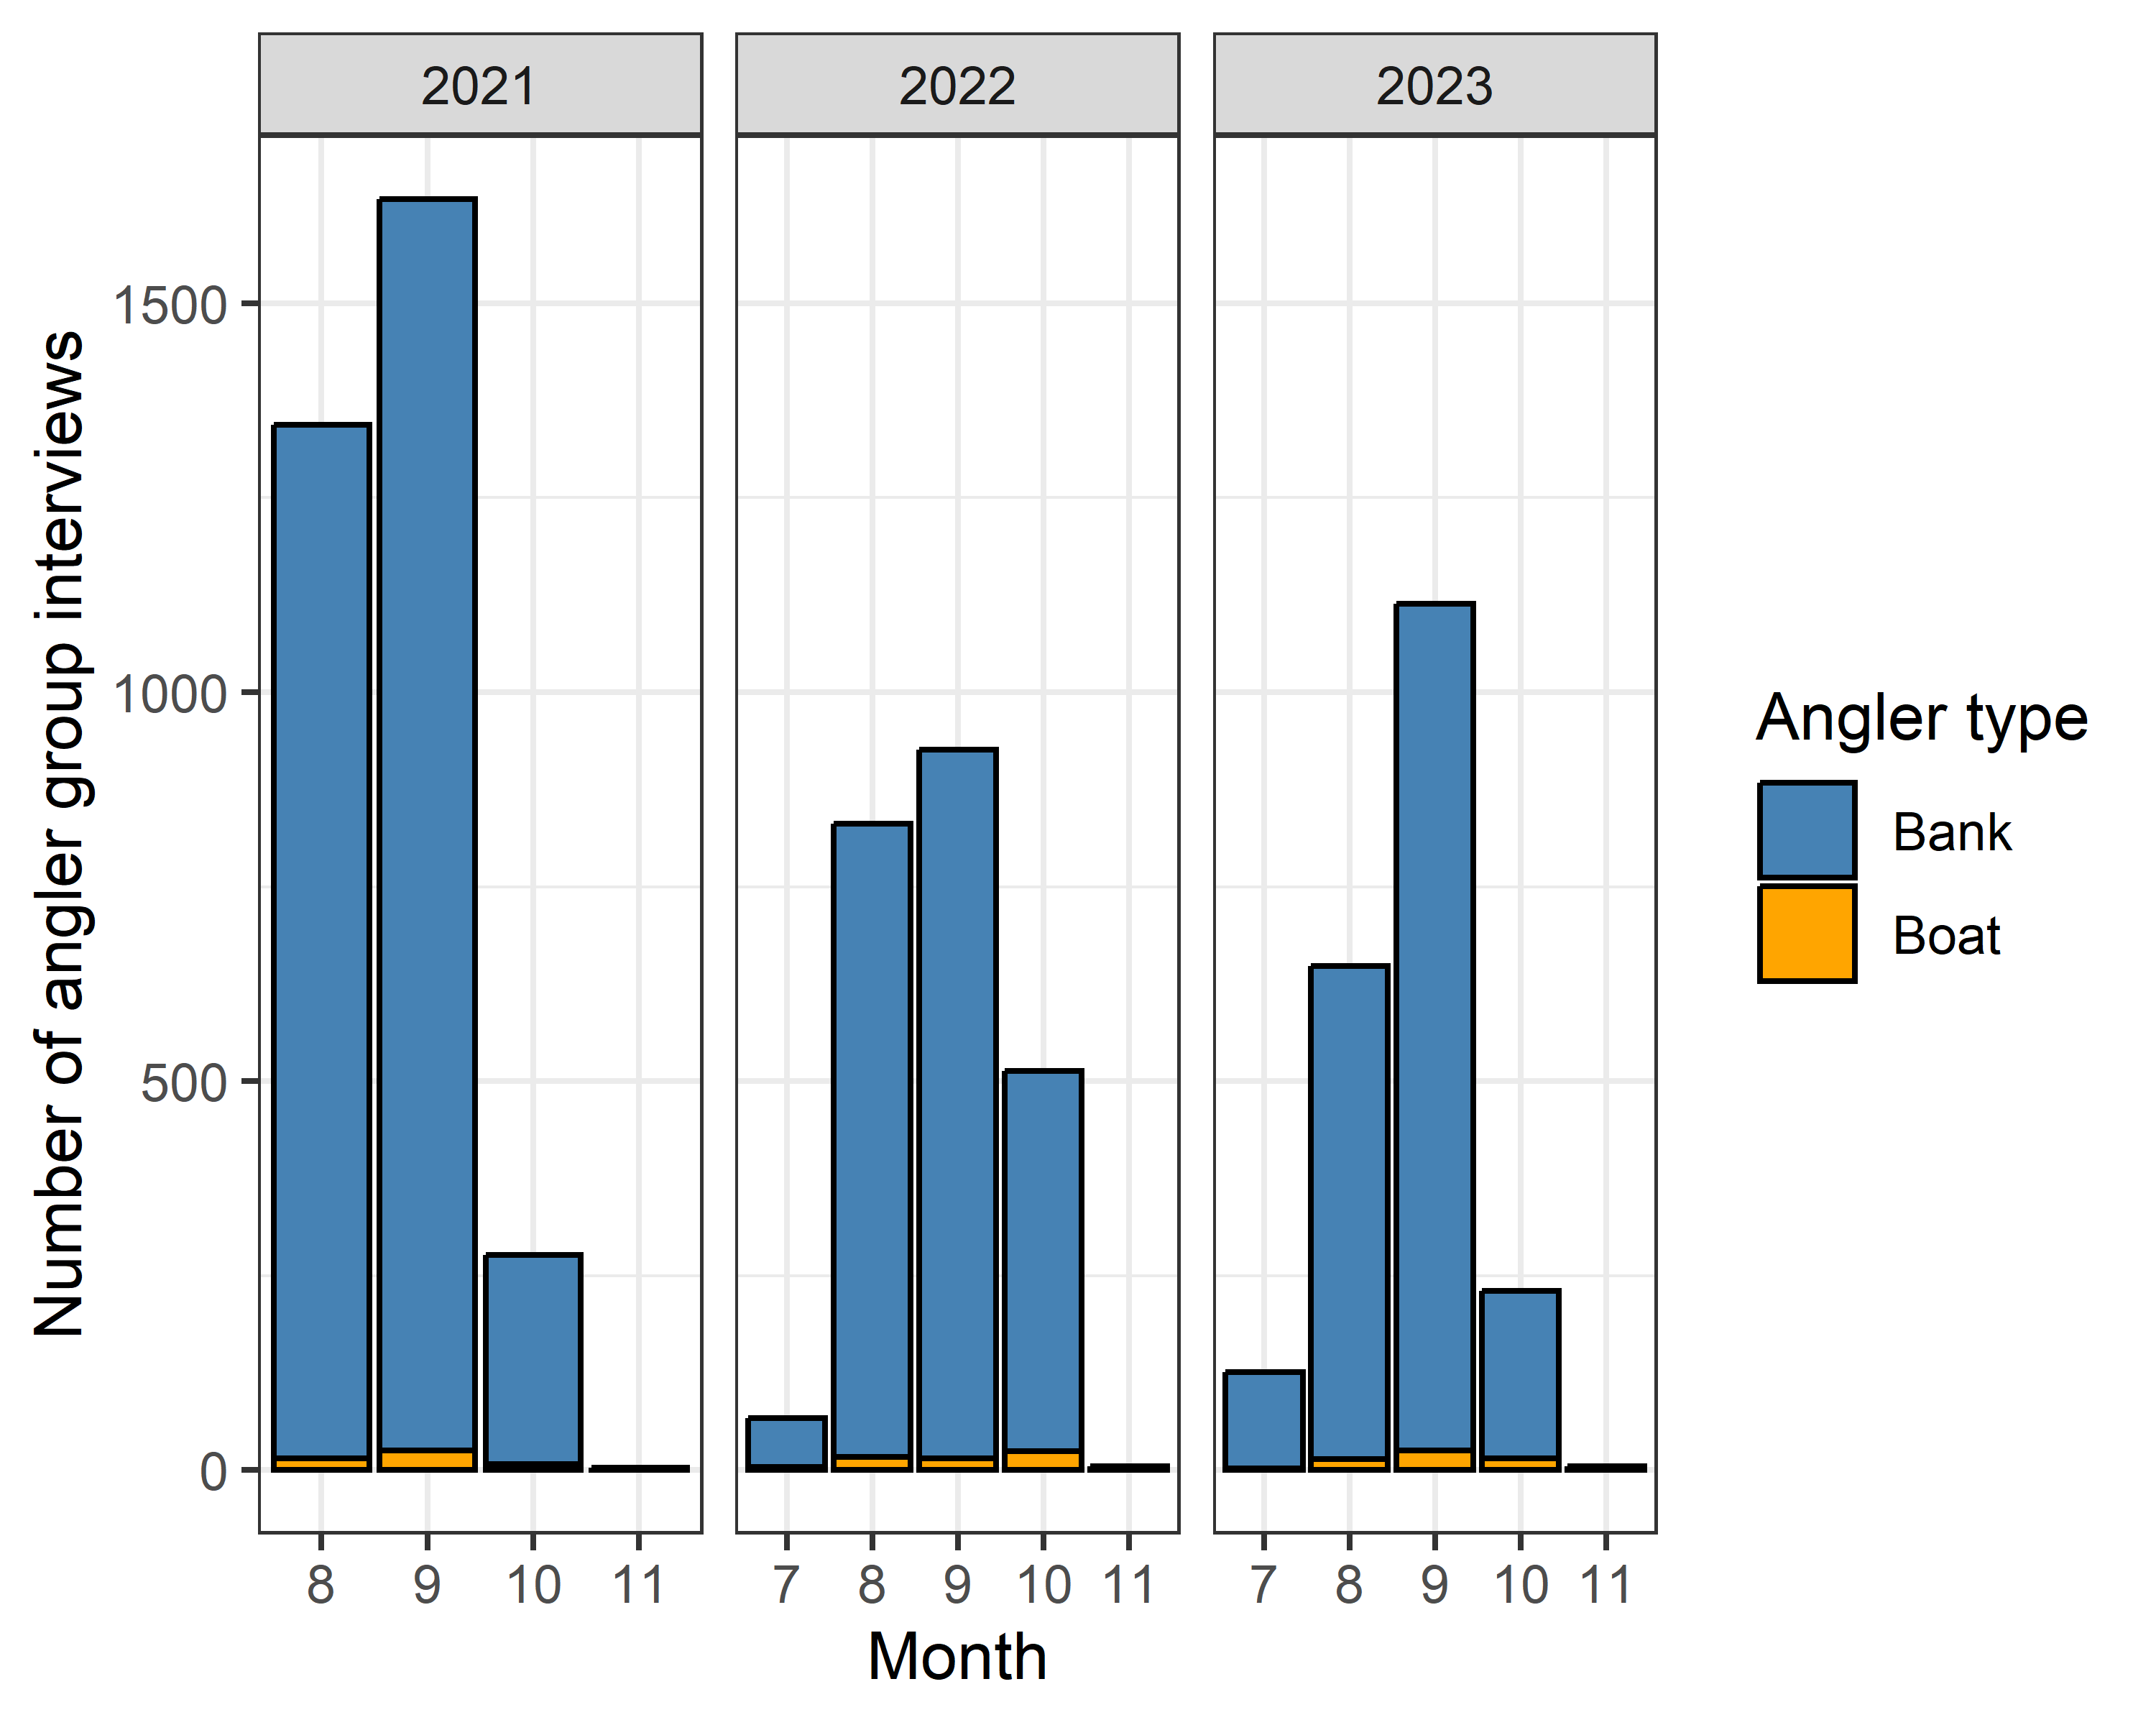 2021 2022 2023
Number of angler group interviews
1500
1000
500
0
8 9 10 11 7 8 9 10 11 7 8 9 10 11
Month
Angler type
Bank
Boat